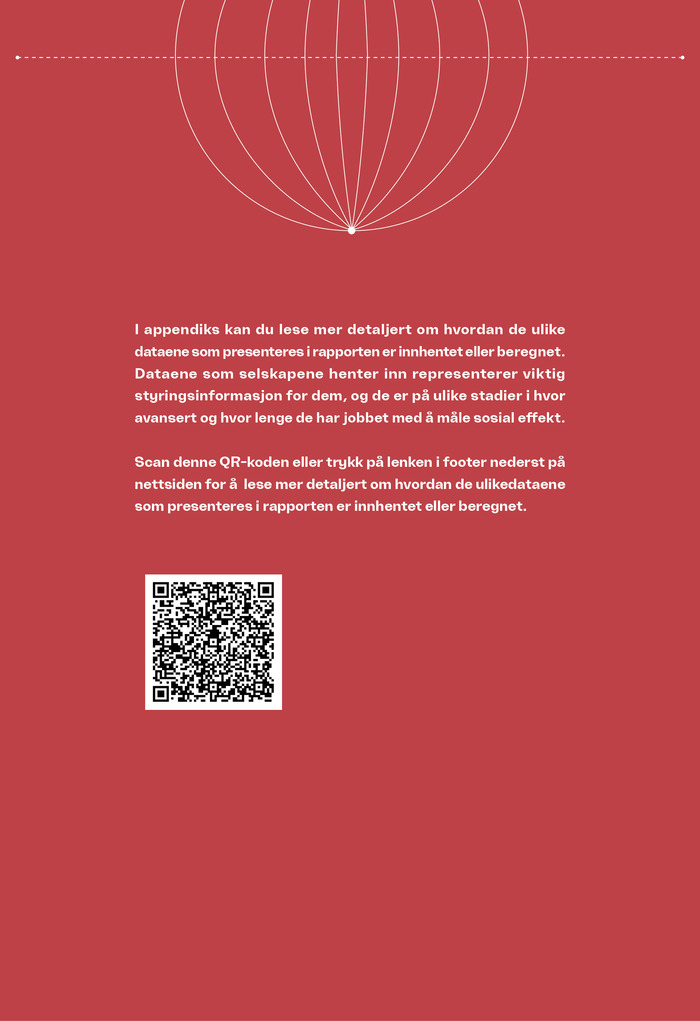 I appendiks kan du lese mer detaljert om hvordan de ulike
dataene som presenteres i rapporten er innhentet eller beregnet.
Dataene som selskapene henter inn representerer viktig
styringsinformasjon for dem, og de er på ulike stadier i hvor
avansert og hvor lenge de har jobbet med å måle sosial effekt.
Scan denne QR-koden eller trykk på lenken i footer nederst på
nettsiden for å lese mer detaljert om hvordan de ulikedataene
som presenteres i rapporten er innhentet eller beregnet.